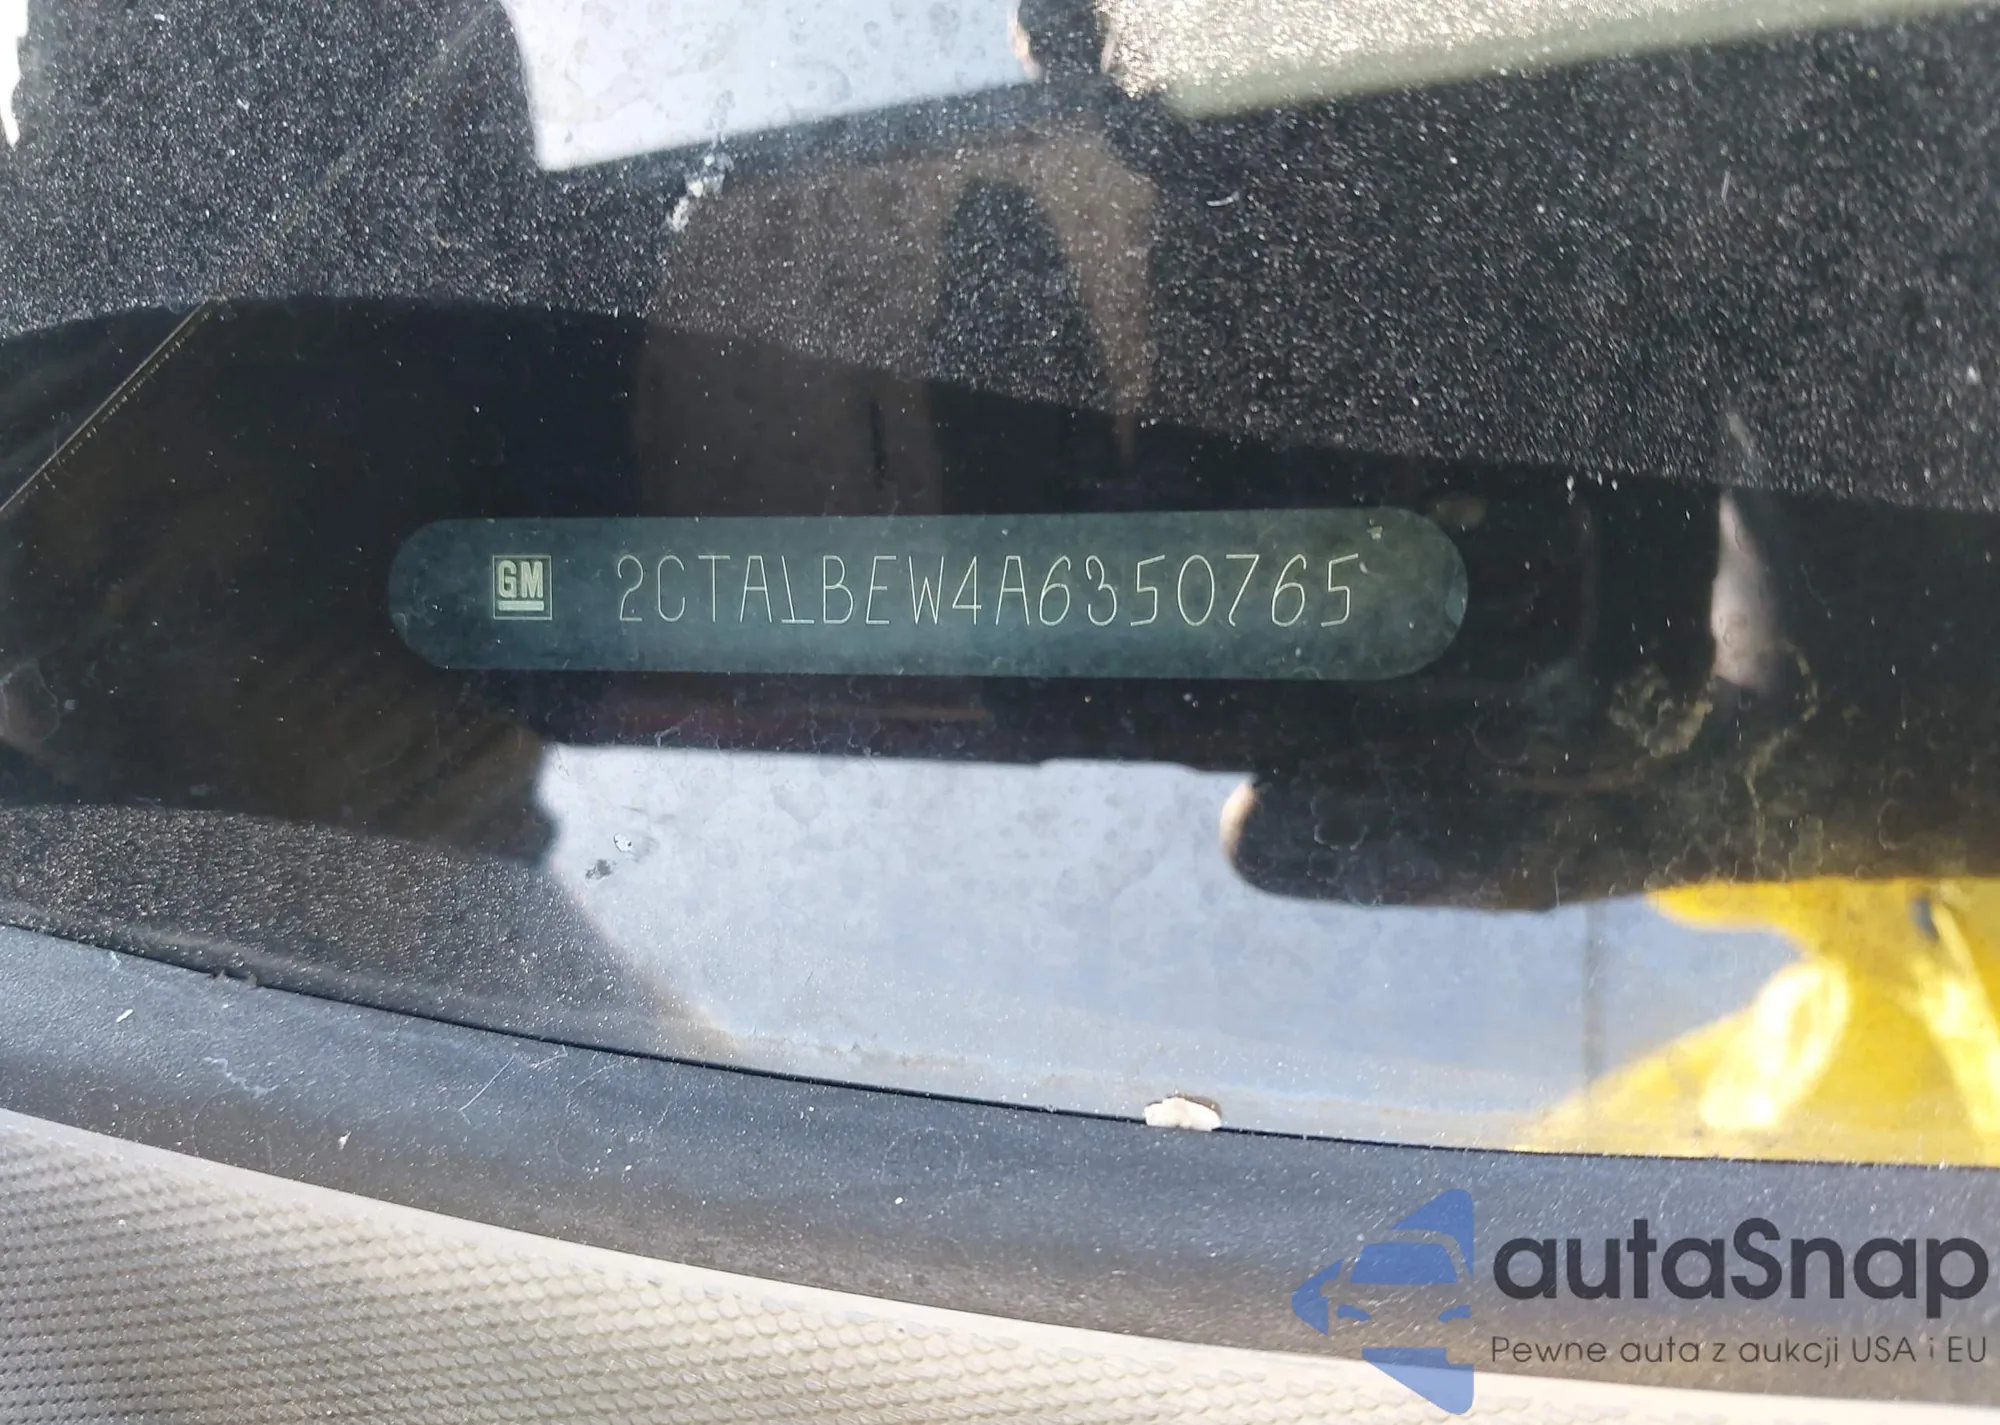 GM 2CTALBEW4A6350765
autaSnap
Pewne auta z aukcji USA i EU